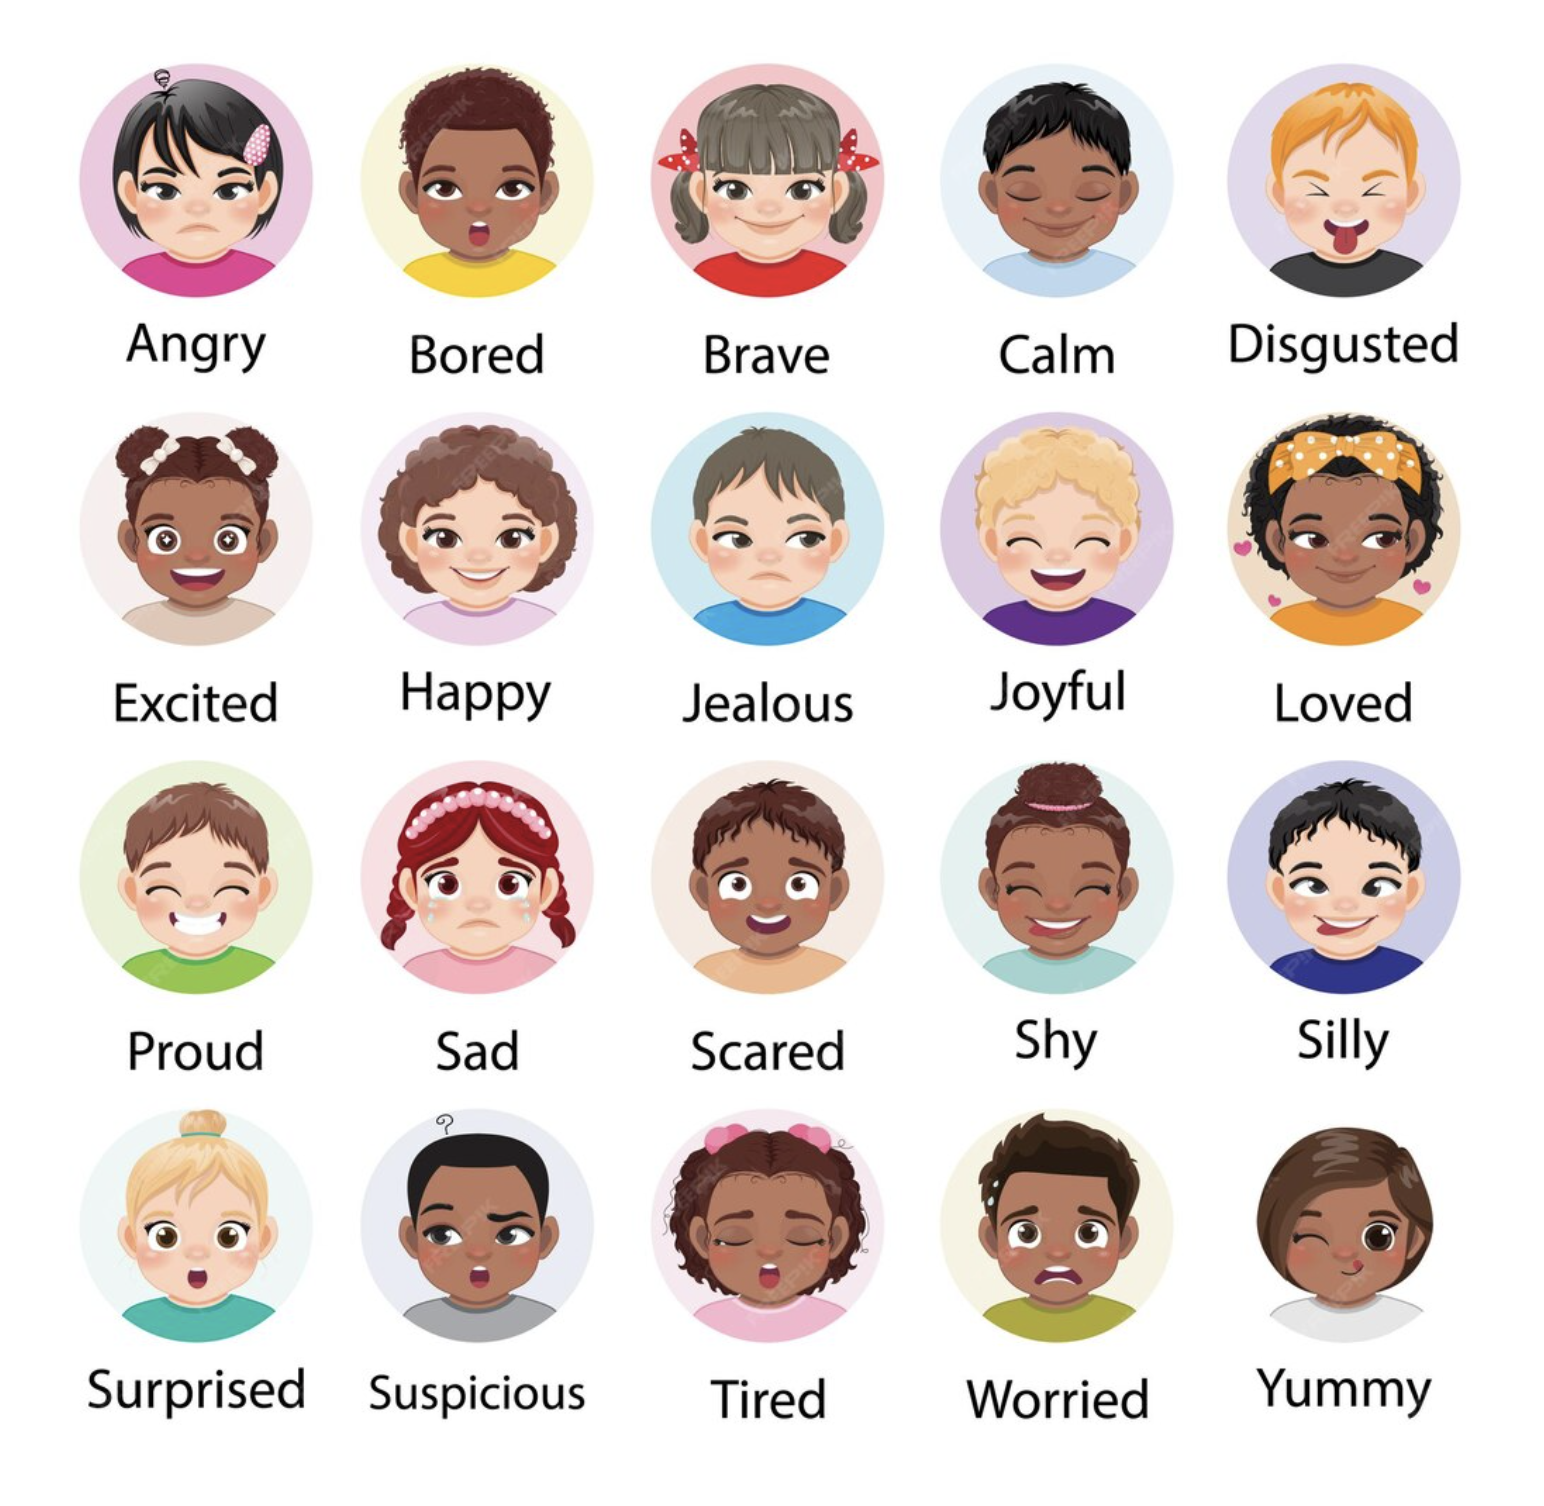 Angry Bored Brave Calm Disgusted
Excited Happy Jealous Joyful Loved
Proud Sad Scared Shy Silly
?
Surprised Suspicious Tired Worried Yummy